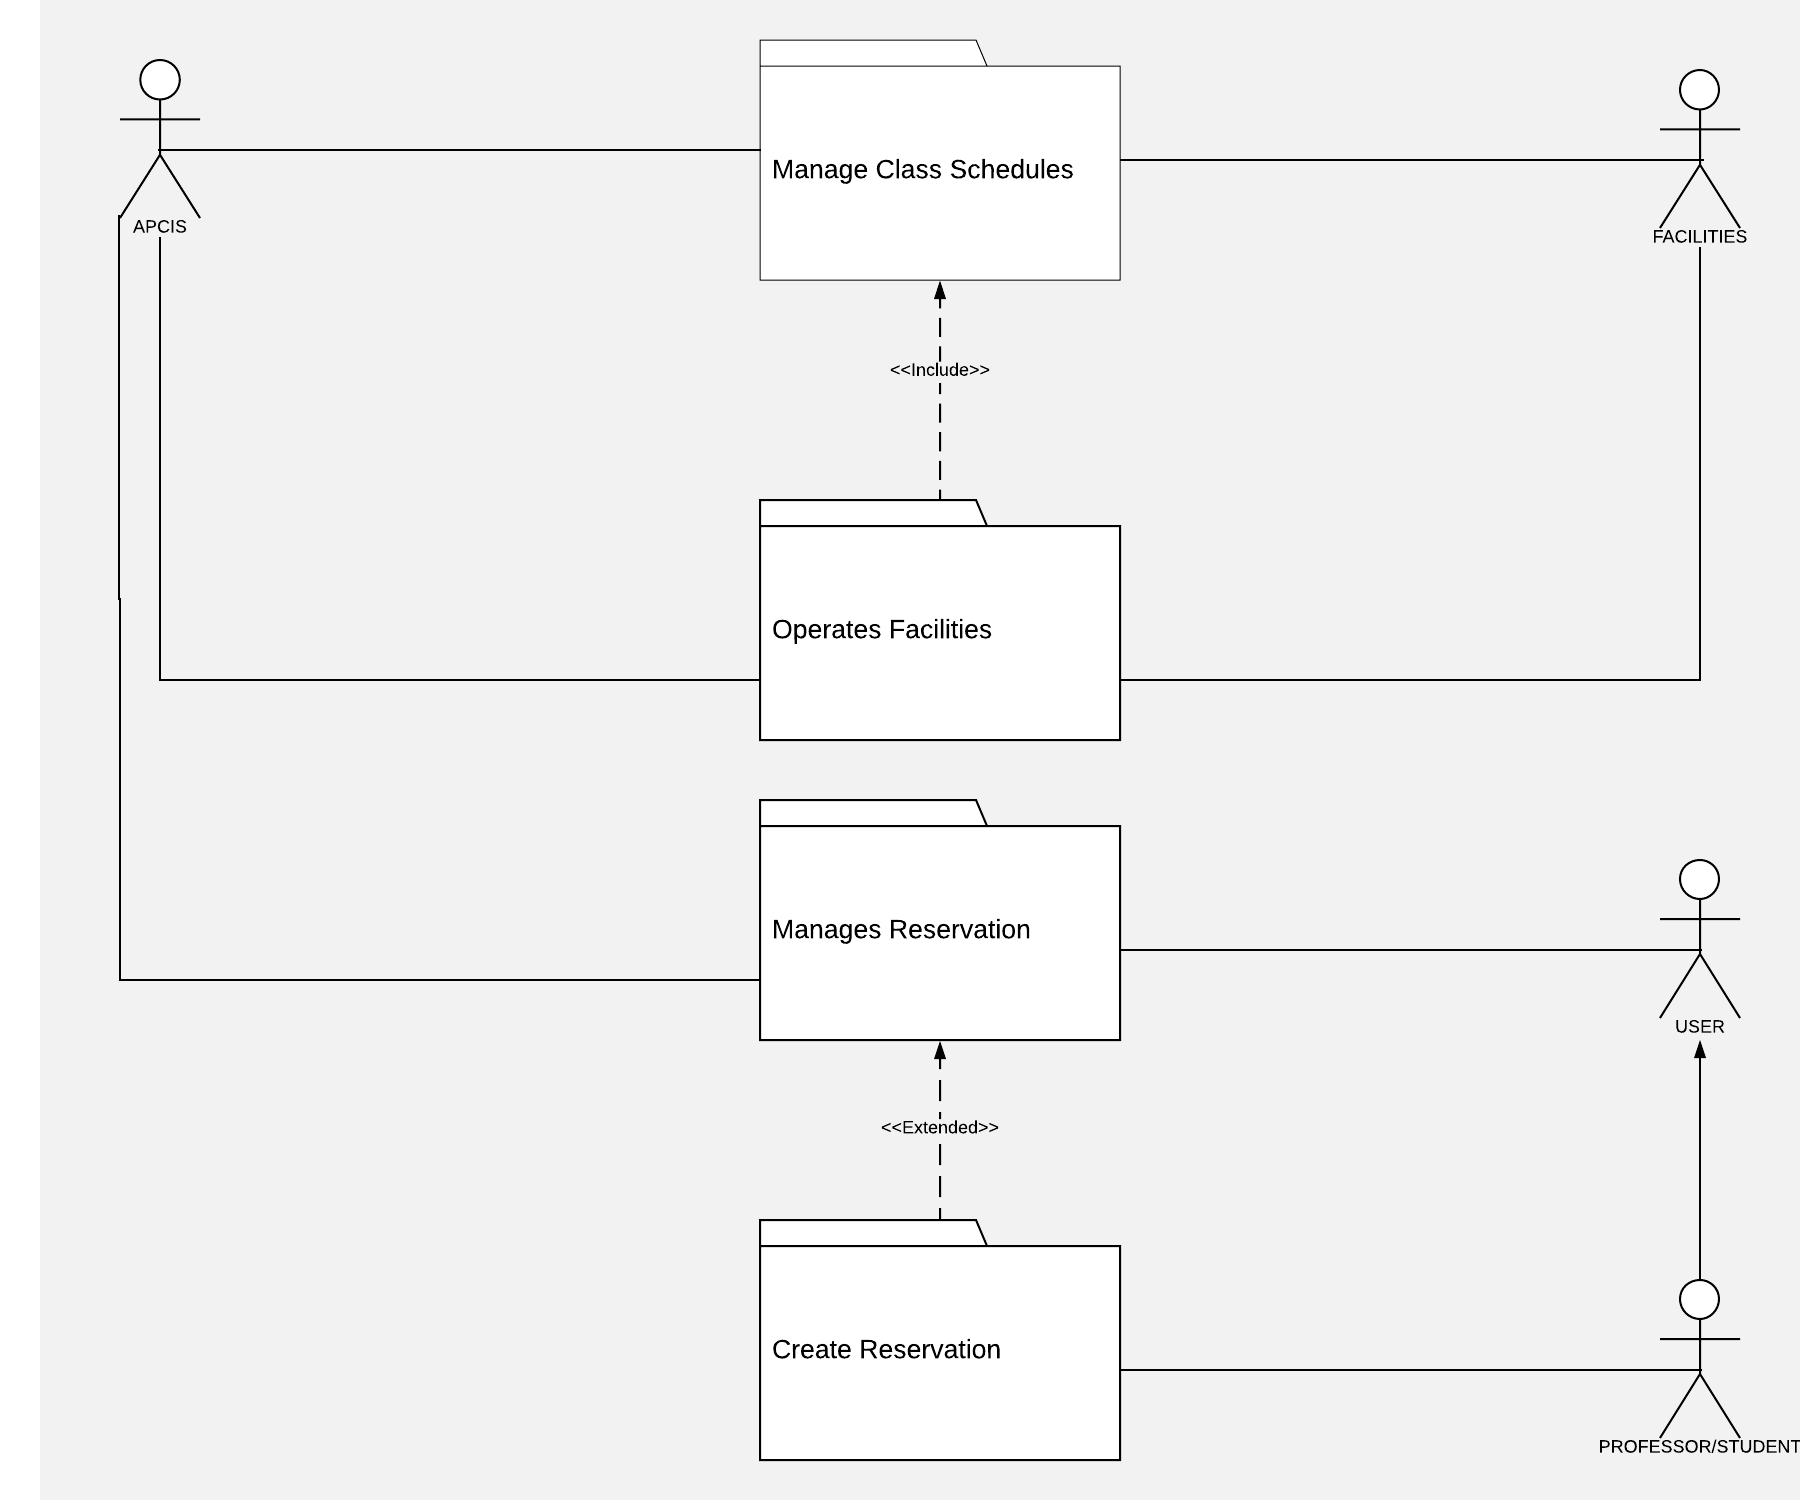 Manage Class Schedules
APCIS
FACILITIES
<<Include>>
Operates Facilities
Manages Reservation
USER
<<Extended>>
Create Reservation
PROFESSOR/STUDENT